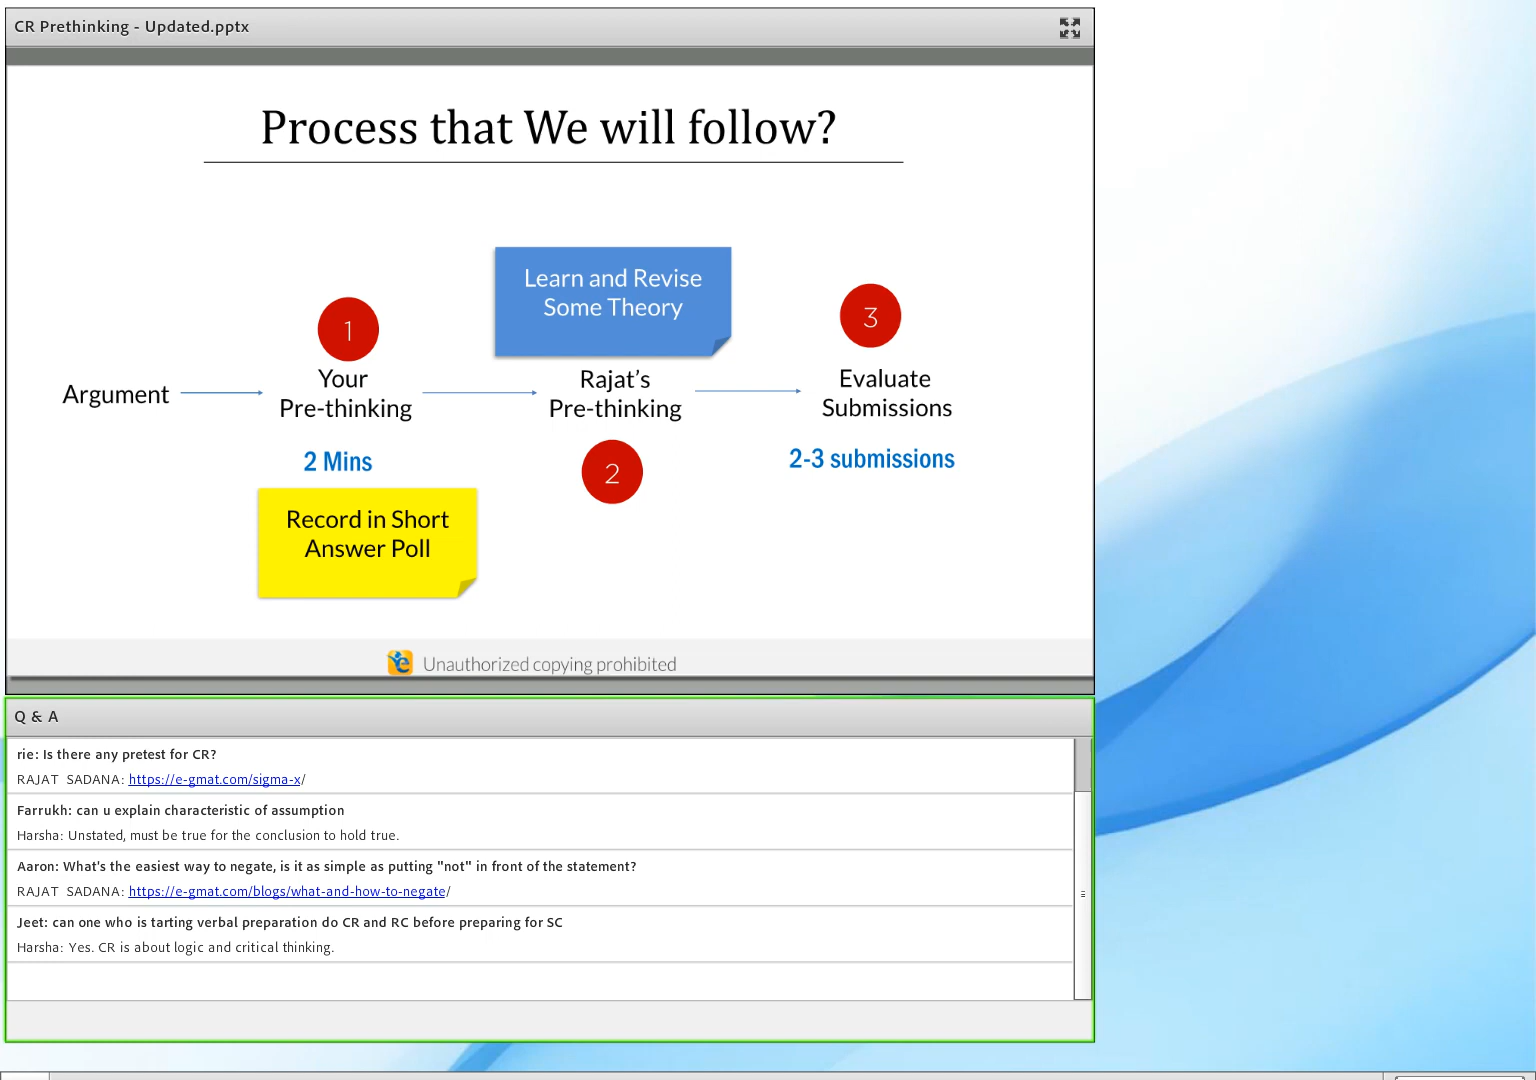 CR Prethinking - Updated.pptx
Process that We will follow?
Learn and Revise
Some Theory
1
3
Argument
Your
Pre-thinking
Rajat's
Pre-thinking
Evaluate
Submissions
2 Mins
2
2-3 submissions
Record in Short
Answer Poll
e Unauthorized copying prohibited
Q & A
rie: Is there any pretest for CR?
RAJAT SADANA: https://e-gmat.com/sigma-x/
Farrukh: can u explain characteristic of assumption
Harsha: Unstated, must be true for the conclusion to hold true.
Aaron: What's the easiest way to negate, is it as simple as putting "not" in front of the statement?
RAJAT SADANA: https://e-gmat.com/blogs/what-and-how-to-negate/
Jeet: can one who is tarting verbal preparation do CR and RC before preparing for SC
Harsha: Yes. CR is about logic and critical thinking.